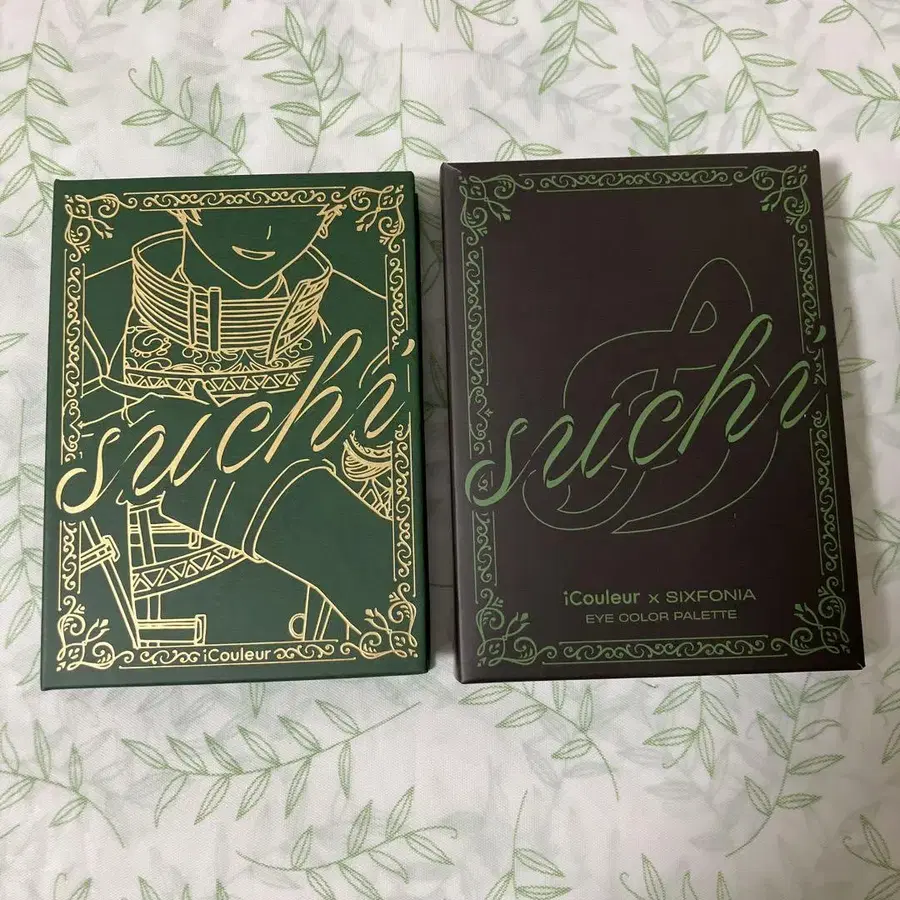 suchi
iCouleur
suchi
iCouleur x SIXFONIA
EYE COLOR PALETTE